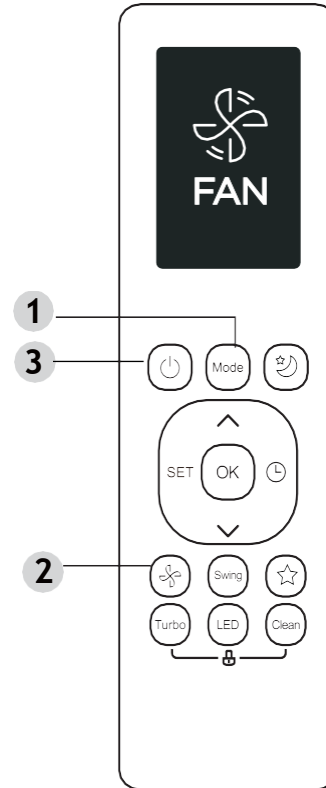 FAN
1
3
Mode
SET OK
2
Swing
Turbo LED Clean